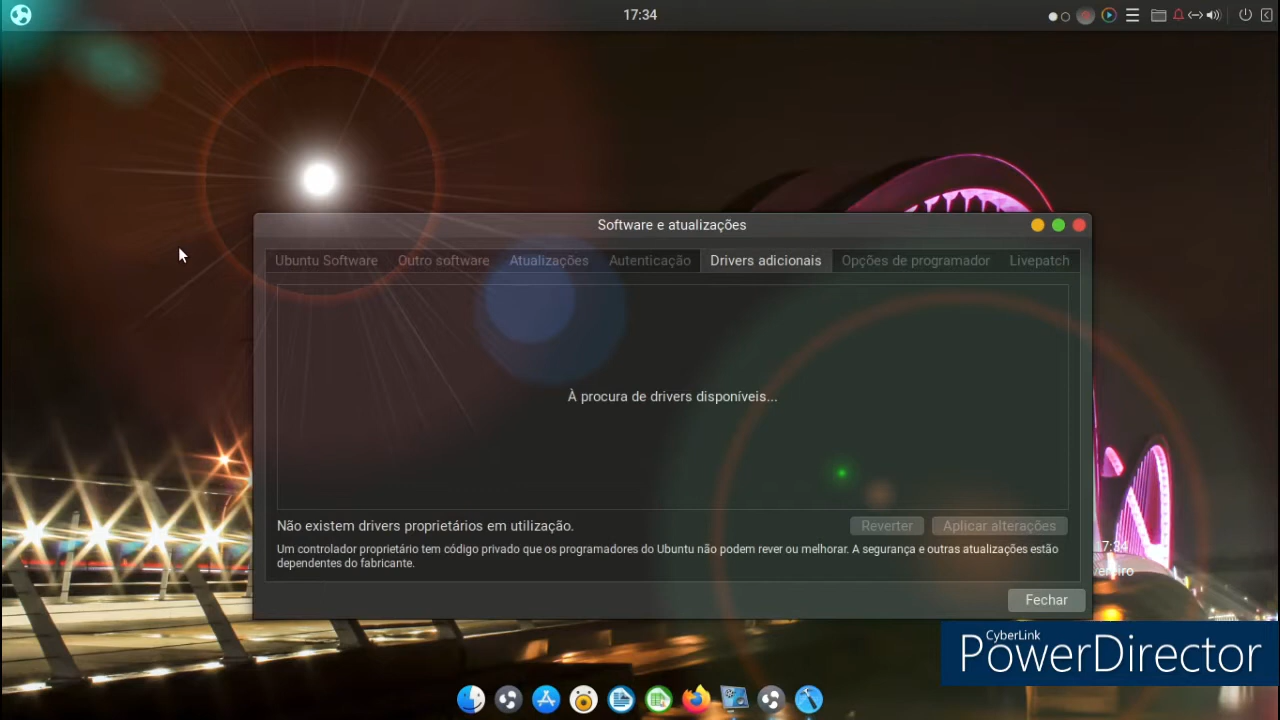 17:34
Software e atualizações
Ubuntu Software Outro software Atualizações Autenticação Drivers adicionais Opções de programador Livepatch
À procura de drivers disponíveis...
Não existem drivers proprietários em utilização.
Reverter Aplicar alterações
Um controlador proprietário tem código privado que os programadores do Ubuntu não podem rever ou melhorar. A segurança e outras atualizações estão
dependentes do fabricante.
17:34
Fechar
CyberLink
PowerDirector